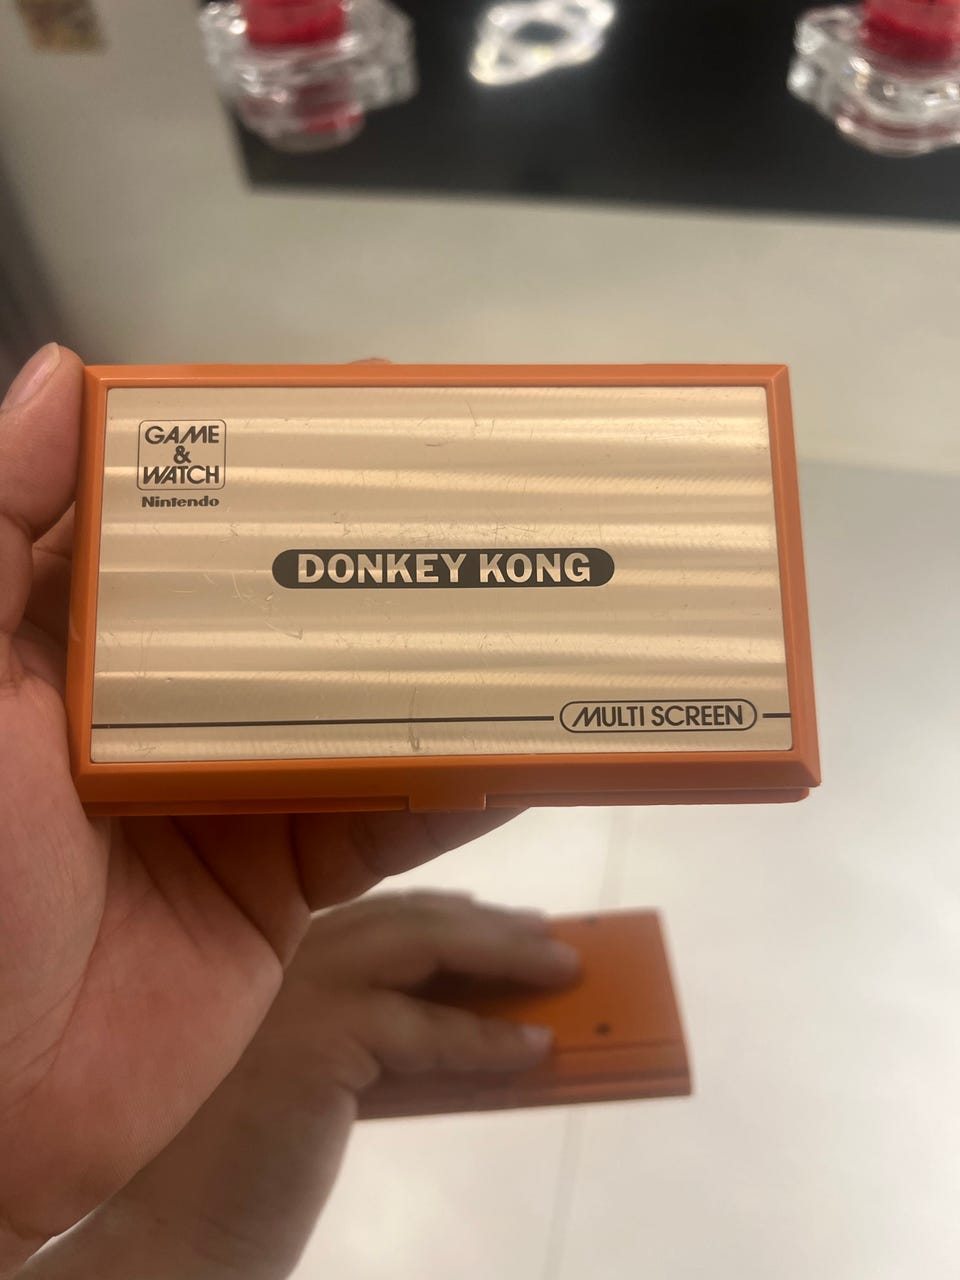 GAME
&
WATCH
Nintendo
DONKEY KONG
MULTI SCREEN